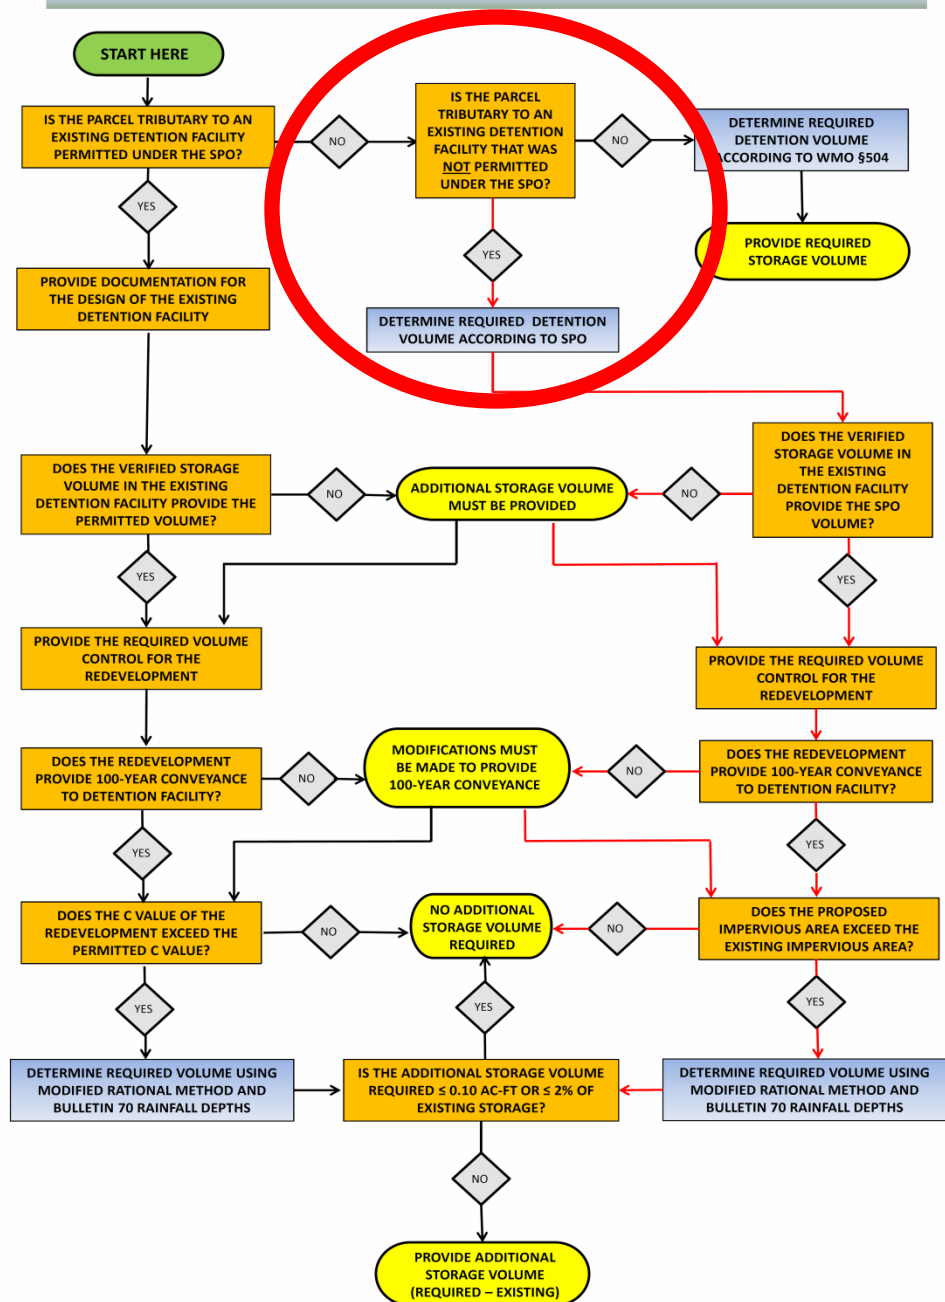 START HERE
IS THE PARCEL TRIBUTARY TO AN
EXISTING DETENTION FACILITY
PERMITTED UNDER THE SPO?
NO
IS THE PARCEL
TRIBUTARY TO AN
EXISTING DETENTION
FACILITY THAT WAS
NOT PERMITTED
UNDER THE SPO?
NO
DETERMINE REQUIRED
DETENTION VOLUME
ACCORDING TO WMO §504
PROVIDE REQUIRED
STORAGE VOLUME
YES
YES
PROVIDE DOCUMENTATION FOR
THE DESIGN OF THE EXISTING
DETENTION FACILITY
DETERMINE REQUIRED DETENTION
VOLUME ACCORDING TO SPO
DOES THE VERIFIED STORAGE
VOLUME IN THE EXISTING
DETENTION FACILITY PROVIDE THE
PERMITTED VOLUME?
NO
ADDITIONAL STORAGE VOLUME
MUST BE PROVIDED
NO
DOES THE VERIFIED
STORAGE VOLUME IN
THE EXISTING
DETENTION FACILITY
PROVIDE THE SPO
VOLUME?
YES
YES
PROVIDE THE REQUIRED VOLUME
CONTROL FOR THE
REDEVELOPMENT
PROVIDE THE REQUIRED VOLUME
CONTROL FOR THE
REDEVELOPMENT
DOES THE REDEVELOPMENT
PROVIDE 100-YEAR CONVEYANCE
TO DETENTION FACILITY?
NO
MODIFICATIONS MUST
BE MADE TO PROVIDE
100-YEAR CONVEYANCE
NO
DOES THE REDEVELOPMENT
PROVIDE 100-YEAR CONVEYANCE
TO DETENTION FACILITY?
YES
YES
DOES THE C VALUE OF THE
REDEVELOPMENT EXCEED THE
PERMITTED C VALUE?
NO
NO ADDITIONAL
STORAGE VOLUME
REQUIRED
NO
DOES THE PROPOSED
IMPERVIOUS AREA EXCEED THE
EXISTING IMPERVIOUS AREA?
YES
YES
YES
DETERMINE REQUIRED VOLUME USING
MODIFIED RATIONAL METHOD AND
BULLETIN 70 RAINFALL DEPTHS
IS THE ADDITIONAL STORAGE VOLUME
REQUIRED ≤ 0.10 AC-FT OR ≤ 2% OF
EXISTING STORAGE?
DETERMINE REQUIRED VOLUME USING
MODIFIED RATIONAL METHOD AND
BULLETIN 70 RAINFALL DEPTHS
NO
PROVIDE ADDITIONAL
STORAGE VOLUME
(REQUIRED – EXISTING)